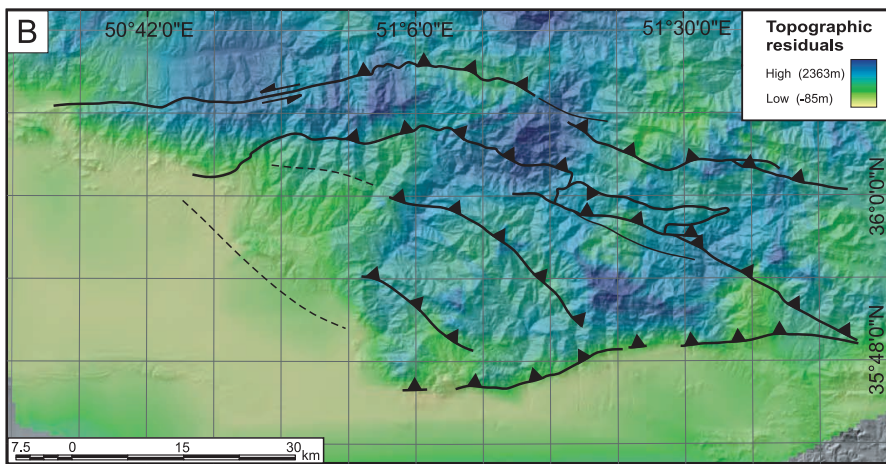 B
50°42'0"E
51°6'0"E
51°30'0"E
Topographic
residuals
High (2363m)
Low (-85m)
36°0'0"N
35°48'0"N
7.5 0 15 30
km